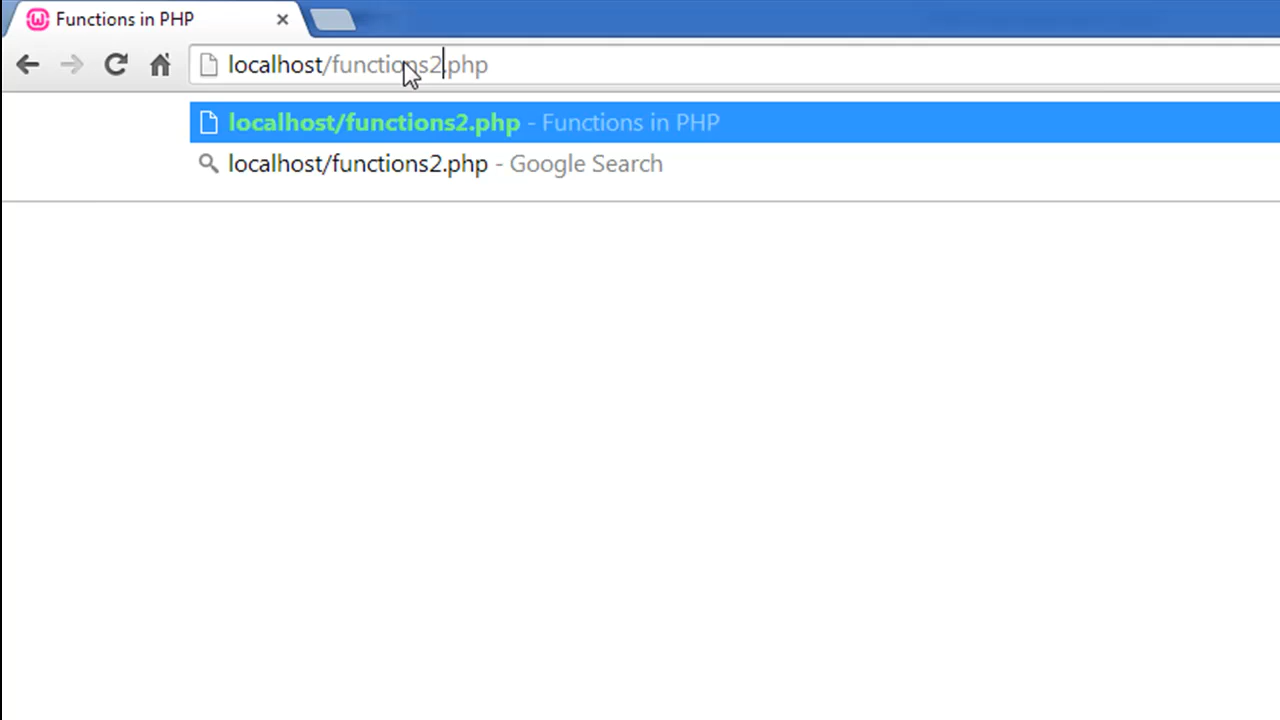 Functions in PHP
localhost/functions2.php
localhost/functions2.php - Functions in PHP
localhost/functions2.php - Google Search